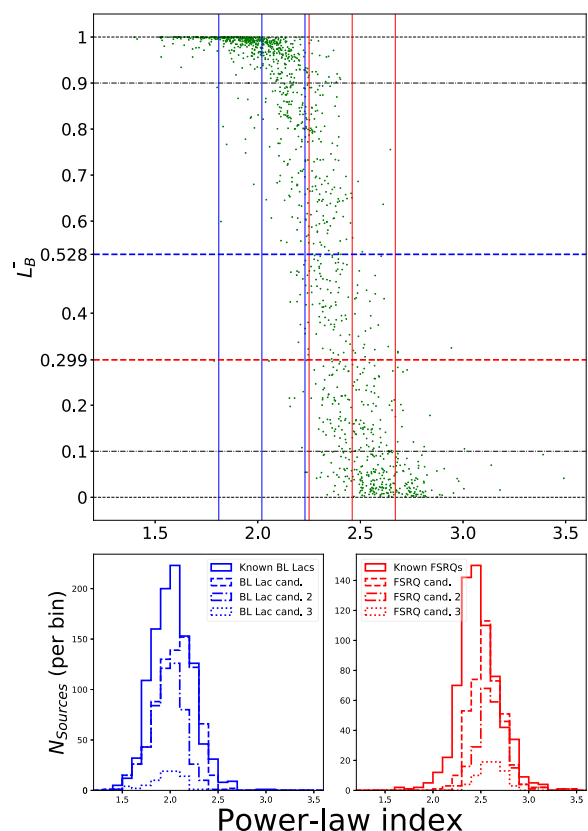 1
0.9
0.8
0.7
0.6
0.528
0.4
0.299
0.2
0.1
0
L_B^-
1.5 2.0 2.5 3.0 3.5
Known BL Lacs
BL Lac cand.
BL Lac cand. 2
BL Lac cand. 3
200
150
100
50
0
1.5 2.0 2.5 3.0 3.5
N_Sources (per bin)
Known FSRQs
FSRQ cand.
FSRQ cand. 2
FSRQ cand. 3
140
120
100
80
60
40
20
0
1.5 2.0 2.5 3.0 3.5
Power-law index